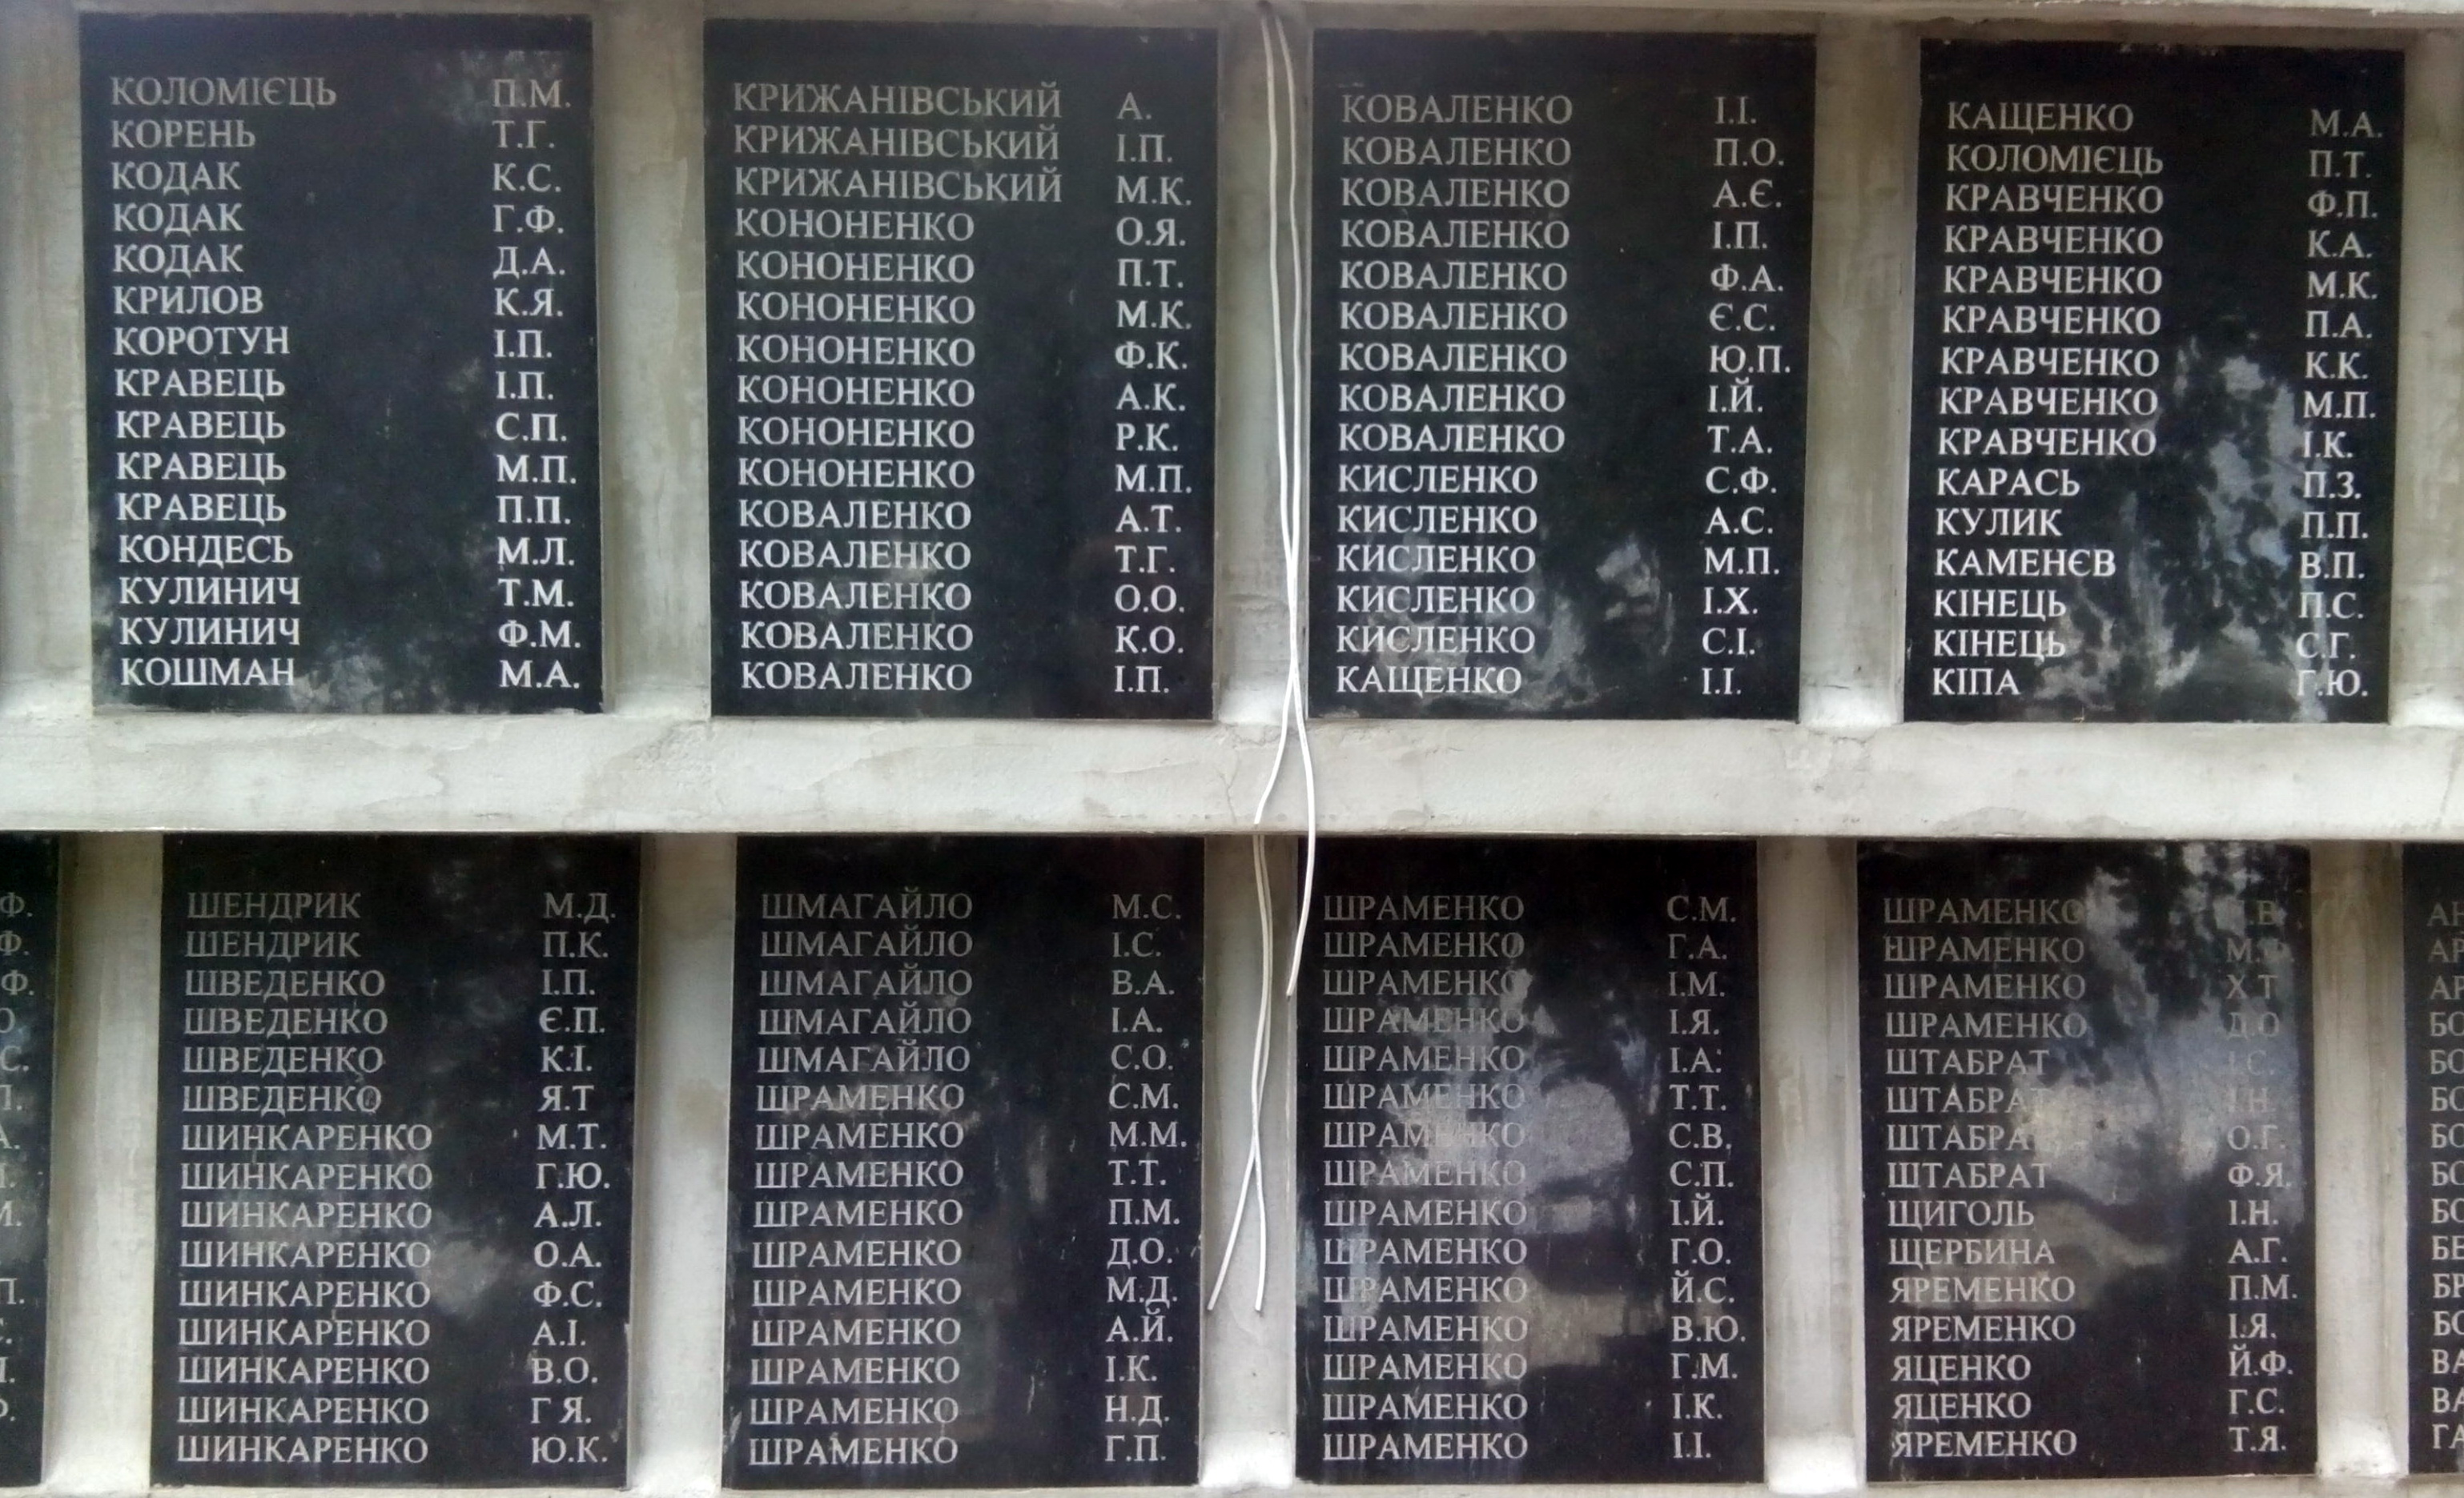 КОЛОМІЄЦЬ П.М.
КОРЕНЬ Т.Г.
КОДАК К.С.
КОДАК Г.Ф.
КОДАК Д.А.
КРИЛОВ К.Я.
КОРОТУН І.П.
КРАВЕЦЬ І.П.
КРАВЕЦЬ С.П.
КРАВЕЦЬ М.П.
КРАВЕЦЬ П.П.
КОНДЕСЬ М.Л.
КУЛИНИЧ Т.М.
КУЛИНИЧ Ф.М.
КОШМАН М.А.
КРИЖАНІВСЬКИЙ А.
КРИЖАНІВСЬКИЙ І.П.
КРИЖАНІВСЬКИЙ М.К.
КОНОНЕНКО О.Я.
КОНОНЕНКО П.Т.
КОНОНЕНКО М.К.
КОНОНЕНКО Ф.К.
КОНОНЕНКО А.К.
КОНОНЕНКО Р.К.
КОНОНЕНКО М.П.
КОВАЛЕНКО А.Т.
КОВАЛЕНКО Т.Г.
КОВАЛЕНКО О.О.
КОВАЛЕНКО К.О.
КОВАЛЕНКО І.П.
КОВАЛЕНКО І.І.
КОВАЛЕНКО П.О.
КОВАЛЕНКО А.Є.
КОВАЛЕНКО І.П.
КОВАЛЕНКО Ф.А.
КОВАЛЕНКО Є.С.
КОВАЛЕНКО Ю.П.
КОВАЛЕНКО І.Й.
КОВАЛЕНКО Т.А.
КИСЛЕНКО С.Ф.
КИСЛЕНКО А.С.
КИСЛЕНКО М.П.
КИСЛЕНКО І.Х.
КИСЛЕНКО С.І.
КАЩЕНКО І.І.
КАЩЕНКО М.А.
КОЛОМІЄЦЬ П.Т.
КРАВЧЕНКО Ф.П.
КРАВЧЕНКО К.А.
КРАВЧЕНКО М.К.
КРАВЧЕНКО П.А.
КРАВЧЕНКО К.К.
КРАВЧЕНКО М.П.
КРАВЧЕНКО І.К.
КАРАСЬ П.З.
КУЛИК П.П.
КАМЕНЄВ В.П.
КІНЕЦЬ П.С.
КІНЕЦЬ С.Г.
КІПА Г.Ю.
ШЕНДРИК М.Д.
ШЕНДРИК П.К.
ШВЕДЕНКО І.П.
ШВЕДЕНКО Є.П.
ШВЕДЕНКО К.І.
ШВЕДЕНКО Я.Т
ШИНКАРЕНКО М.Т.
ШИНКАРЕНКО Г.Ю.
ШИНКАРЕНКО А.Л.
ШИНКАРЕНКО О.А.
ШИНКАРЕНКО Ф.С.
ШИНКАРЕНКО А.І.
ШИНКАРЕНКО В.О.
ШИНКАРЕНКО Г Я.
ШИНКАРЕНКО Ю.К.
ШМАГАЙЛО М.С.
ШМАГАЙЛО І.С.
ШМАГАЙЛО В.А.
ШМАГАЙЛО І.А.
ШМАГАЙЛО С.О.
ШРАМЕНКО С.М.
ШРАМЕНКО М.М.
ШРАМЕНКО Т.Т.
ШРАМЕНКО П.М.
ШРАМЕНКО Д.О.
ШРАМЕНКО М.Д.
ШРАМЕНКО А.Й.
ШРАМЕНКО І.К.
ШРАМЕНКО Н.Д.
ШРАМЕНКО Г.П.
ШРАМЕНКО С.М.
ШРАМЕНКО Г.А.
ШРАМЕНКО І.М.
ШРАМЕНКО І.Я.
ШРАМЕНКО І.А.
ШРАМЕНКО Т.Т.
ШРАМЕНКО С.В.
ШРАМЕНКО С.П.
ШРАМЕНКО І.Й.
ШРАМЕНКО Г.О.
ШРАМЕНКО Й.С.
ШРАМЕНКО В.Ю.
ШРАМЕНКО Г.М.
ШРАМЕНКО І.К.
ШРАМЕНКО І.І.
ШРАМЕНКО
ШРАМЕНКО М.Ф.
ШРАМЕНКО Х.Т
ШРАМЕНКО Д.О
ШТАБРАТ І.С.
ШТАБРАТ І.Н.
ШТАБРАТ О.Г.
ШТАБРАТ Ф.Я.
ЩИГОЛЬ І.Н.
ЩЕРБИНА А.Г.
ЯРЕМЕНКО П.М.
ЯРЕМЕНКО І.Я.
ЯЦЕНКО Й.Ф.
ЯЦЕНКО Г.С.
ЯРЕМЕНКО Т.Я.